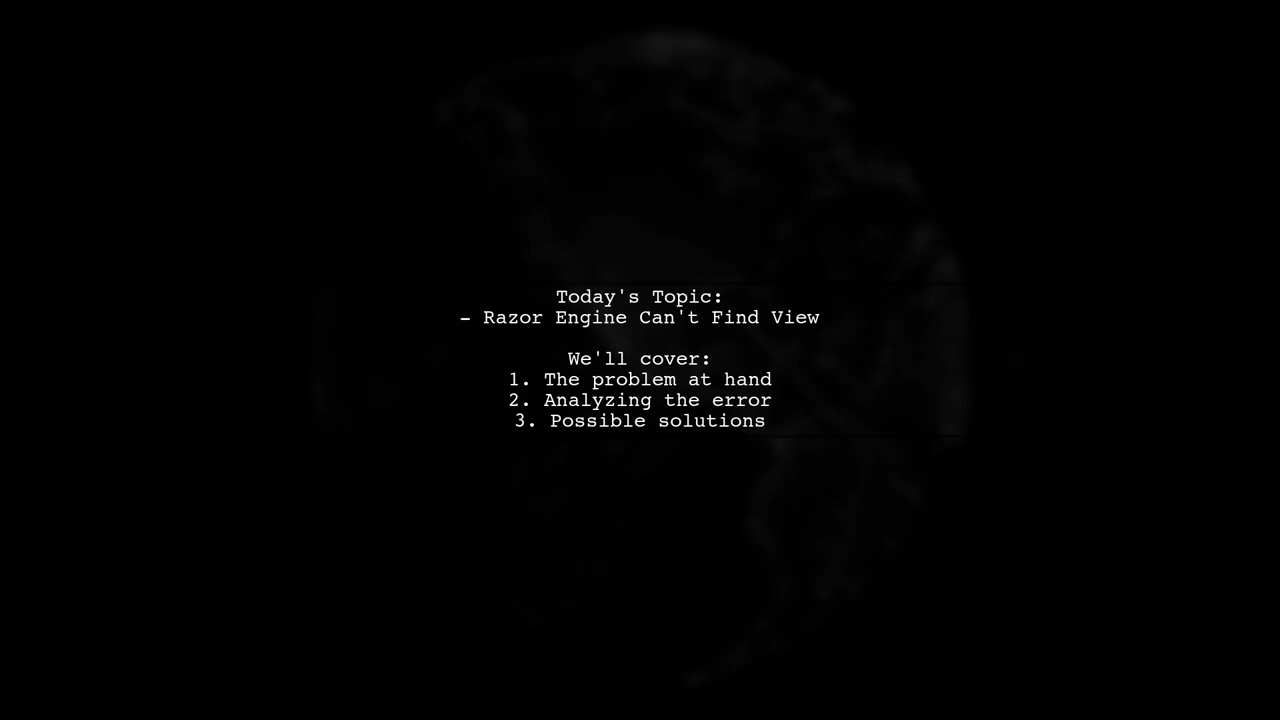 Today's Topic:
- Razor Engine Can't Find View
We'll cover:
1. The problem at hand
2. Analyzing the error
3. Possible solutions